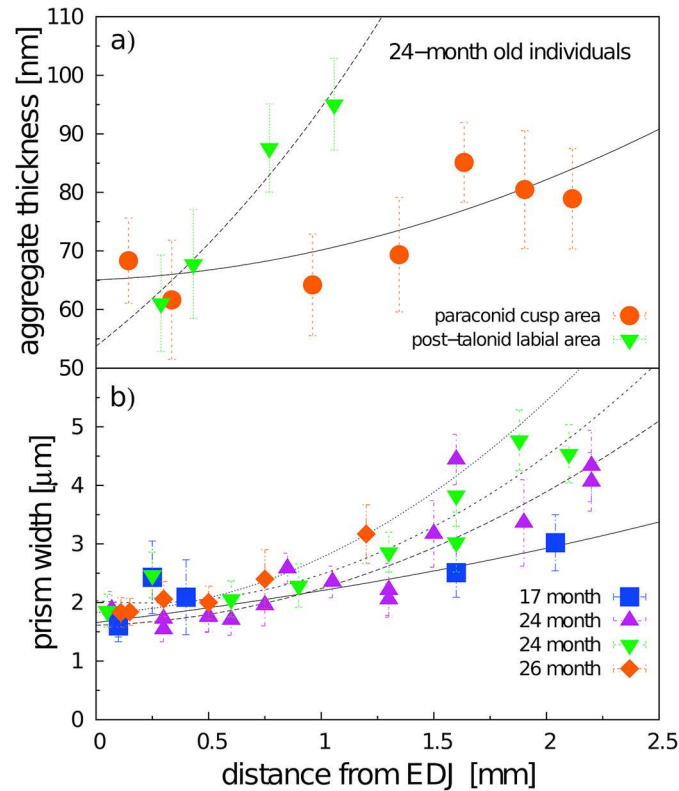 a)
24−month old individuals
aggregate thickness [nm]
110
100
90
80
70
60
50
paraconid cusp area
post−talonid labial area
b)
prism width [μm]
5
4
3
2
1
0
17 month
24 month
24 month
26 month
0 0.5 1 1.5 2 2.5
distance from EDJ [mm]